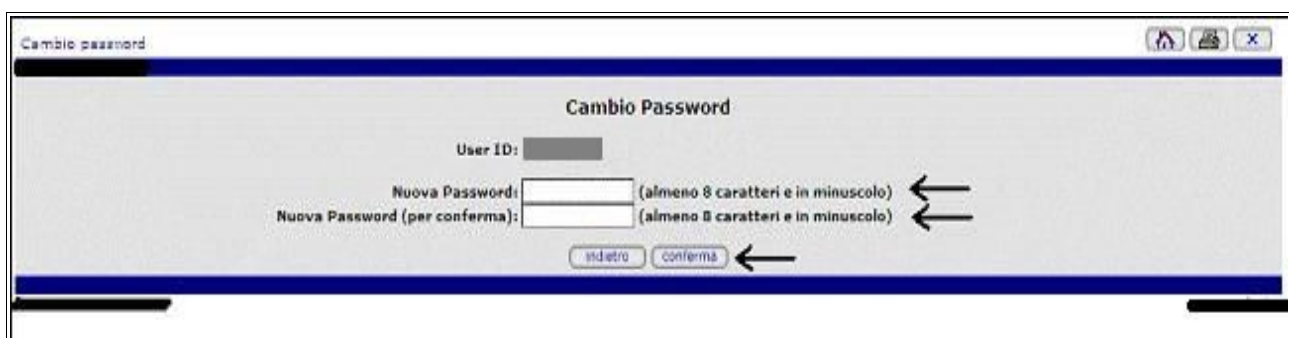 Cambio password
x
Cambio Password
User ID:
Nuova Password: (almeno 8 caratteri e in minuscolo)
Nuova Password (per conferma): (almeno 8 caratteri e in minuscolo)
indietro conferma